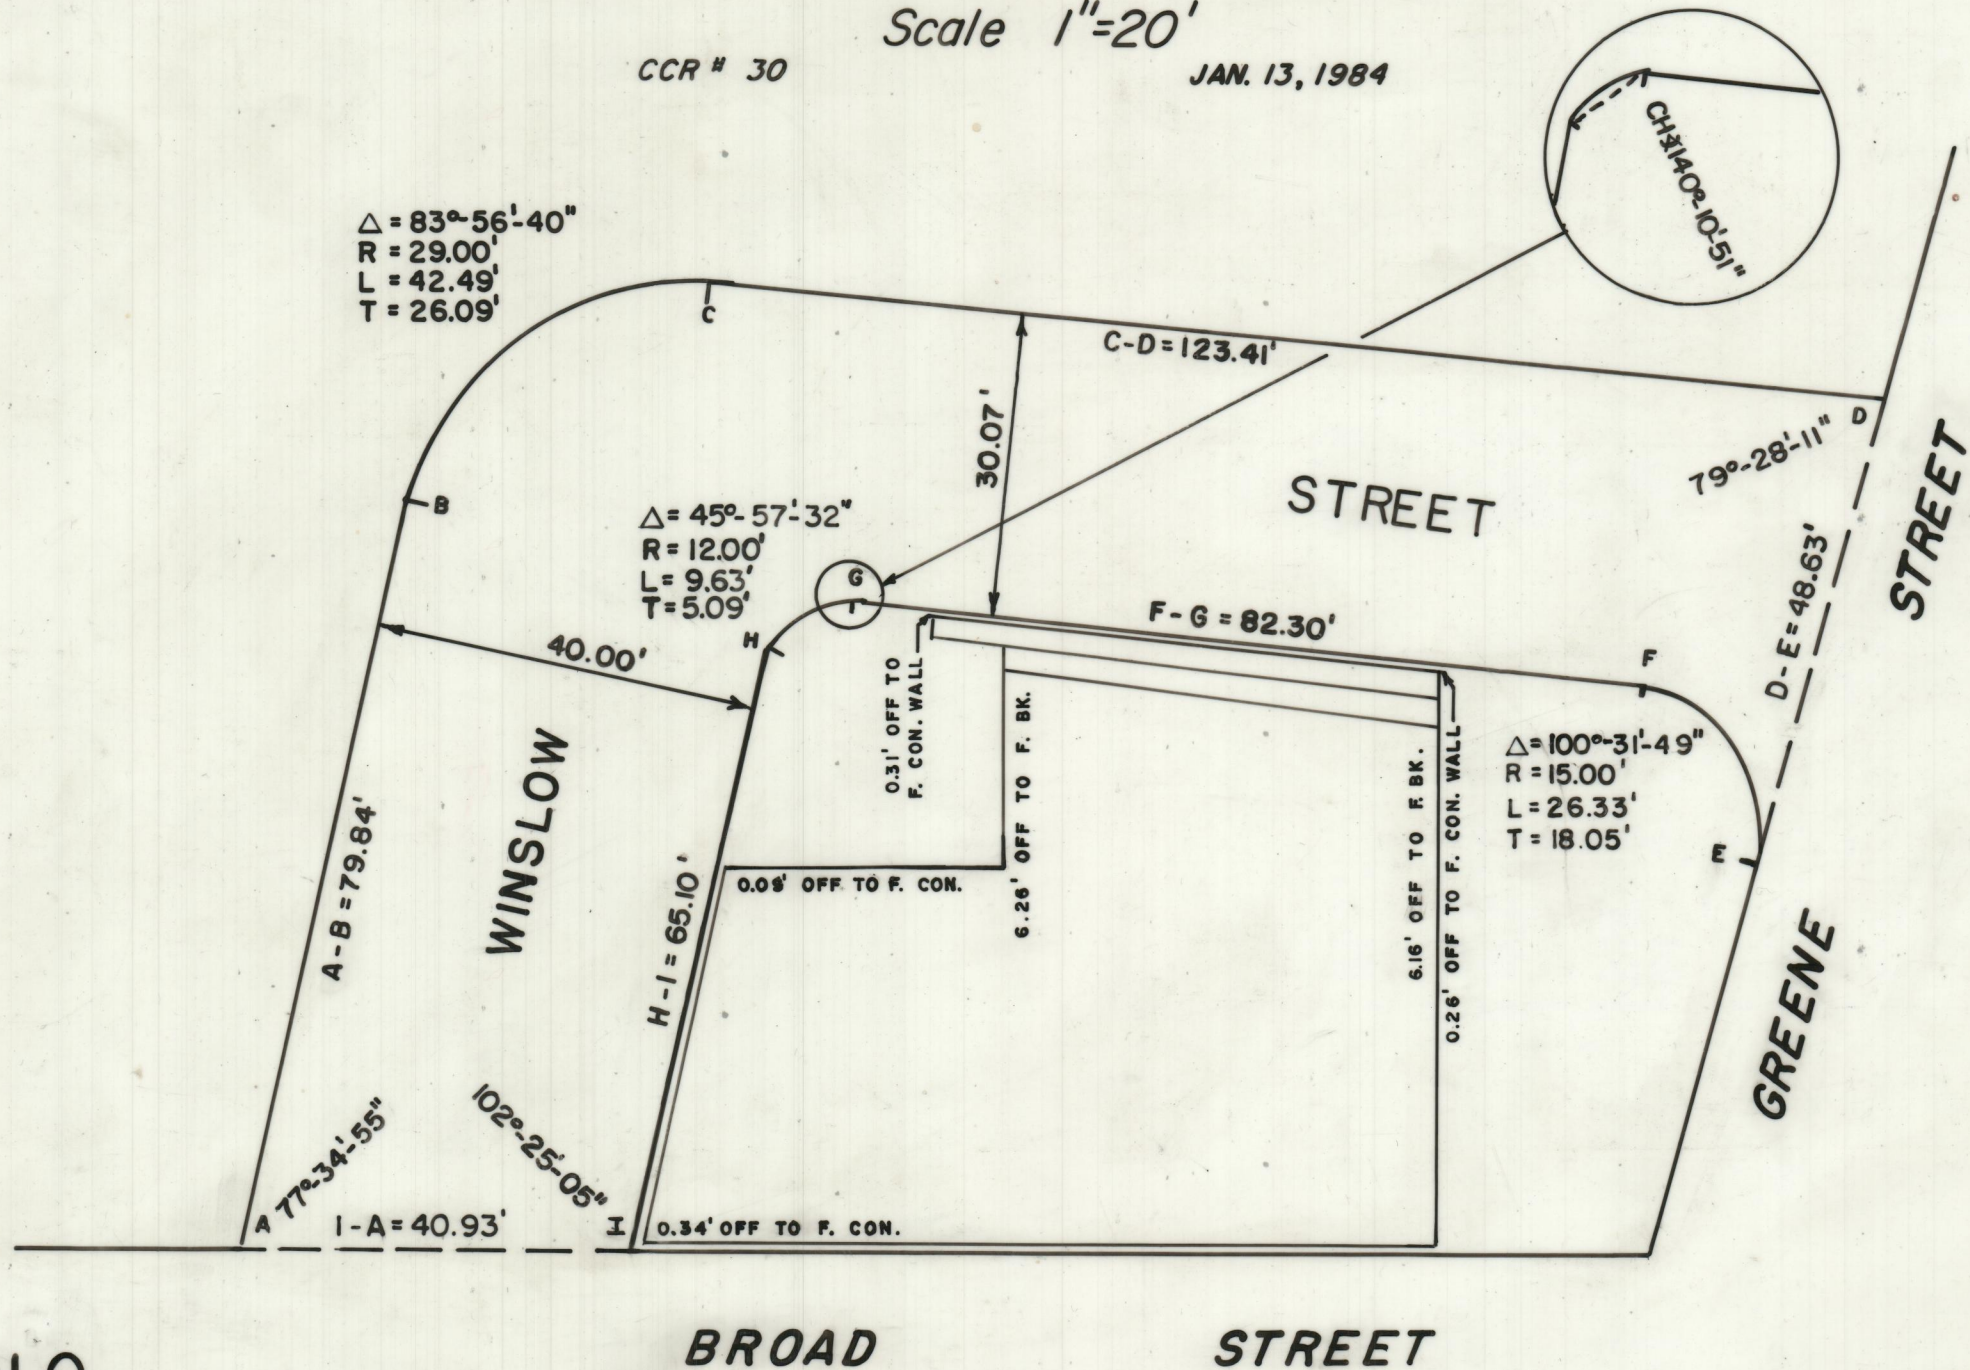 Scale 1"=20'
CCR # 30
JAN. 13, 1984
CH∡140°-10'-51"
△ = 83°-56'-40"
R = 29.00'
L = 42.49'
T = 26.09'
C
C-D = 123.41'
D
79°-28'-11"
B
30.07'
STREET
STREET
△= 45°-57'-32"
R = 12.00'
L = 9.63'
T = 5.09'
G
H
F-G = 82.30'
F
D-E = 48.63'
40.00'
0.31' OFF TO
F. CON. WALL
6.26' OFF TO F. BK.
6.16' OFF TO F. BK.
0.26' OFF TO F. CON. WALL
△= 100°-31'-49"
R = 15.00'
L = 26.33'
T = 18.05'
E
WINSLOW
A-B = 79.84'
H-I = 65.10'
OFF TO F. CON.
GREENE
77°-34'-55"
102°-25'-05"
A
I-A = 40.93'
I
0.34' OFF TO F. CON.
BROAD STREET